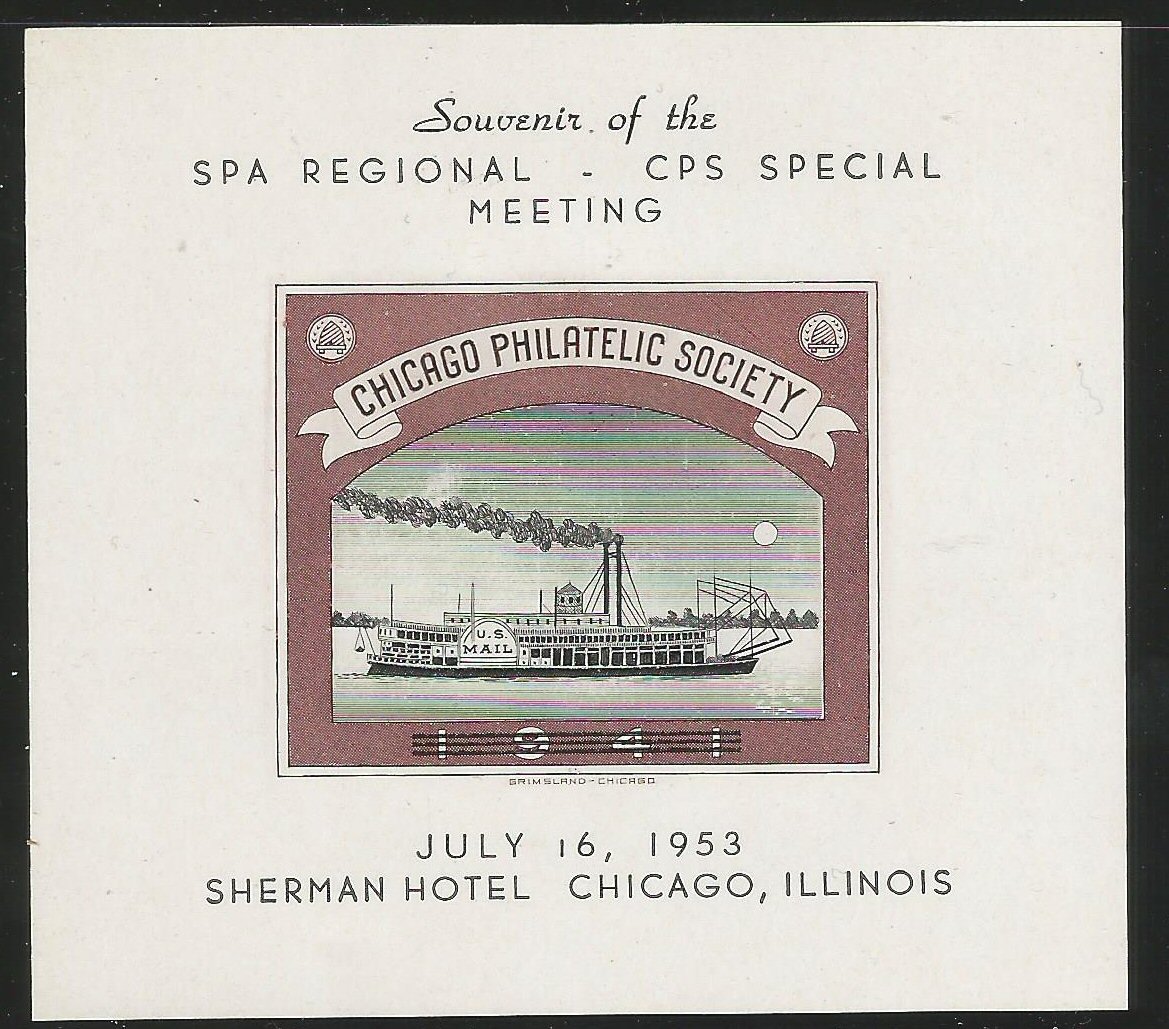 Souvenir of the
SPA REGIONAL - CPS SPECIAL
MEETING
CHICAGO PHILATELIC SOCIETY
U.S.
MAIL
1941
GRIMSLAND-CHICAGO
JULY 16, 1953
SHERMAN HOTEL CHICAGO, ILLINOIS